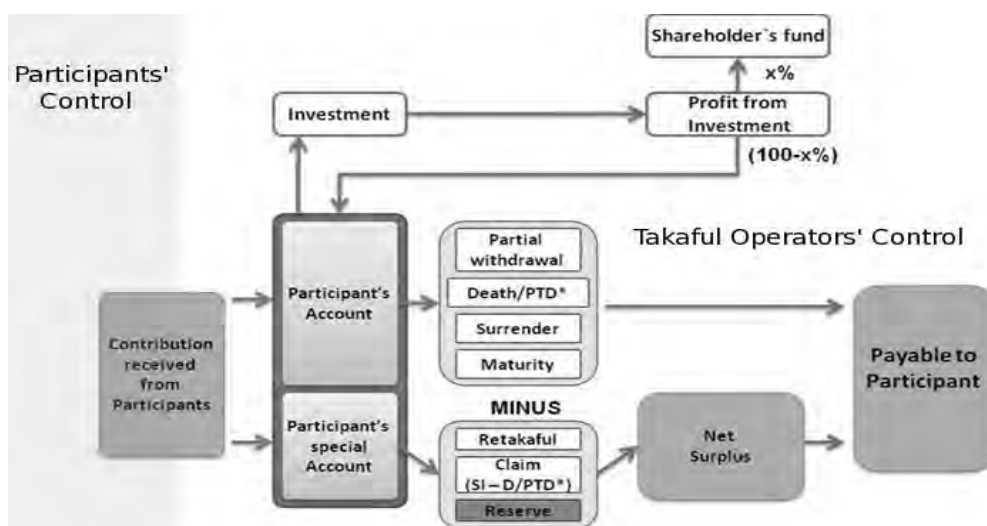 Shareholder`s fund
x%
Participants'
Control
Investment
Profit from
Investment
(100-x%)
Takaful Operators' Control
Partial
withdrawal
Death/PTD*
Surrender
Maturity
Participant's
Account
Contribution
received
from
Participants
Payable to
Participant
MINUS
Participant's
special
Account
Retakaful
Claim
(SI–D/PTD*)
Reserve
Net
Surplus